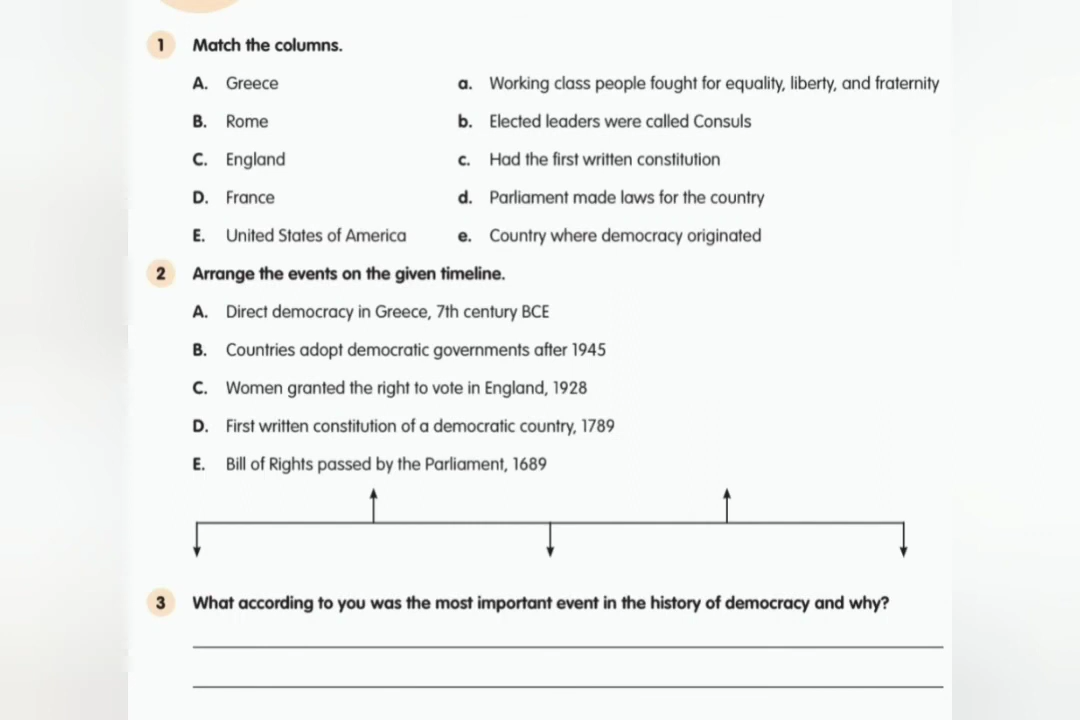 1 Match the columns.
A. Greece a. Working class people fought for equality, liberty, and fraternity
B. Rome b. Elected leaders were called Consuls
C. England c. Had the first written constitution
D. France d. Parliament made laws for the country
E. United States of America e. Country where democracy originated
2 Arrange the events on the given timeline.
A. Direct democracy in Greece, 7th century BCE
B. Countries adopt democratic governments after 1945
C. Women granted the right to vote in England, 1928
D. First written constitution of a democratic country, 1789
E. Bill of Rights passed by the Parliament, 1689
3 What according to you was the most important event in the history of democracy and why?